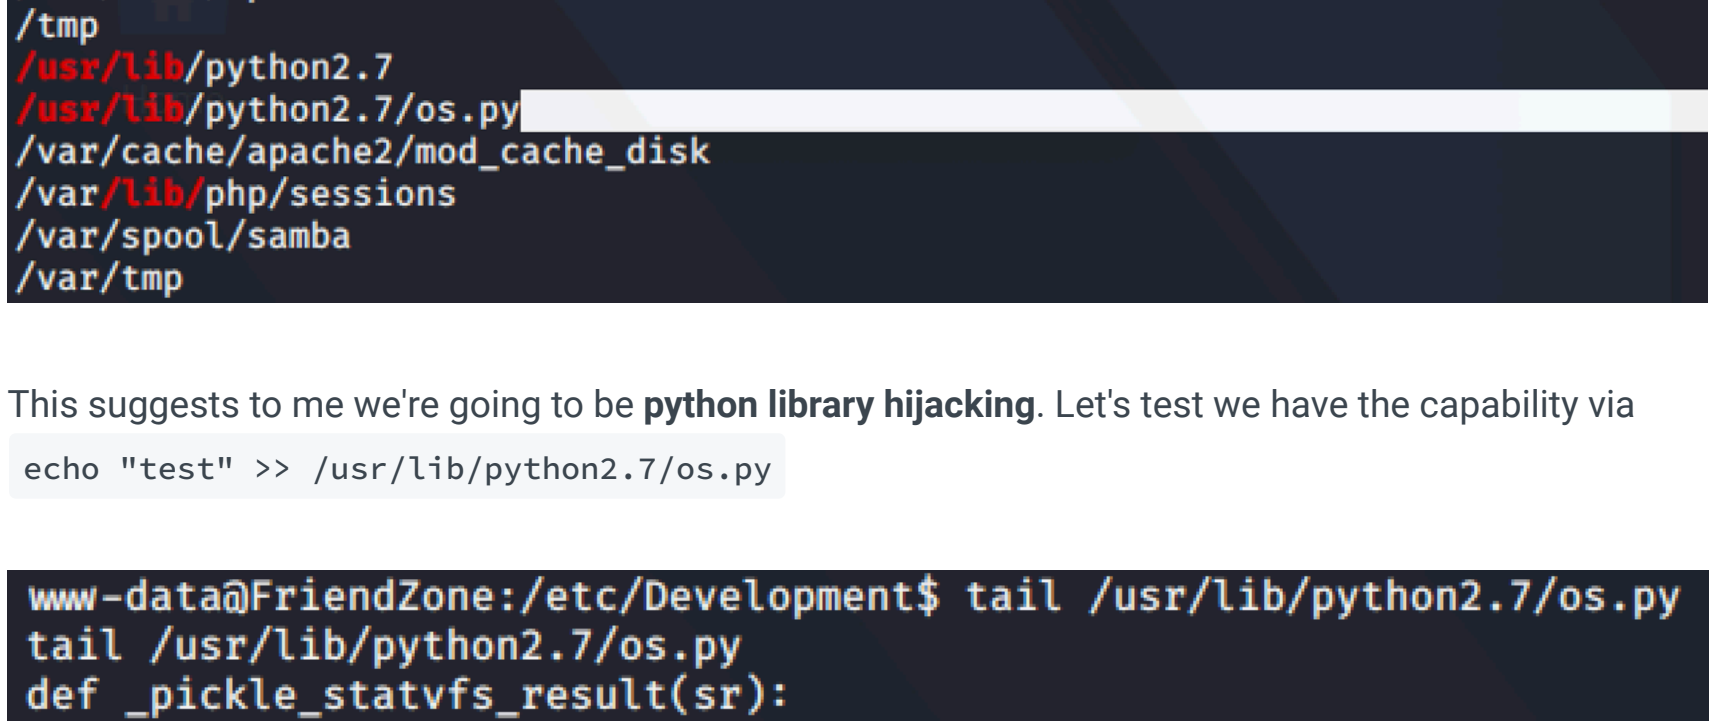 /tmp
/usr/lib/python2.7
/usr/lib/python2.7/os.py
/var/cache/apache2/mod_cache_disk
/var/lib/php/sessions
/var/spool/samba
/var/tmp
This suggests to me we're going to be python library hijacking. Let's test we have the capability via
echo "test" >> /usr/lib/python2.7/os.py
www-data@FriendZone:/etc/Development$ tail /usr/lib/python2.7/os.py
tail /usr/lib/python2.7/os.py
def _pickle_statvfs_result(sr):